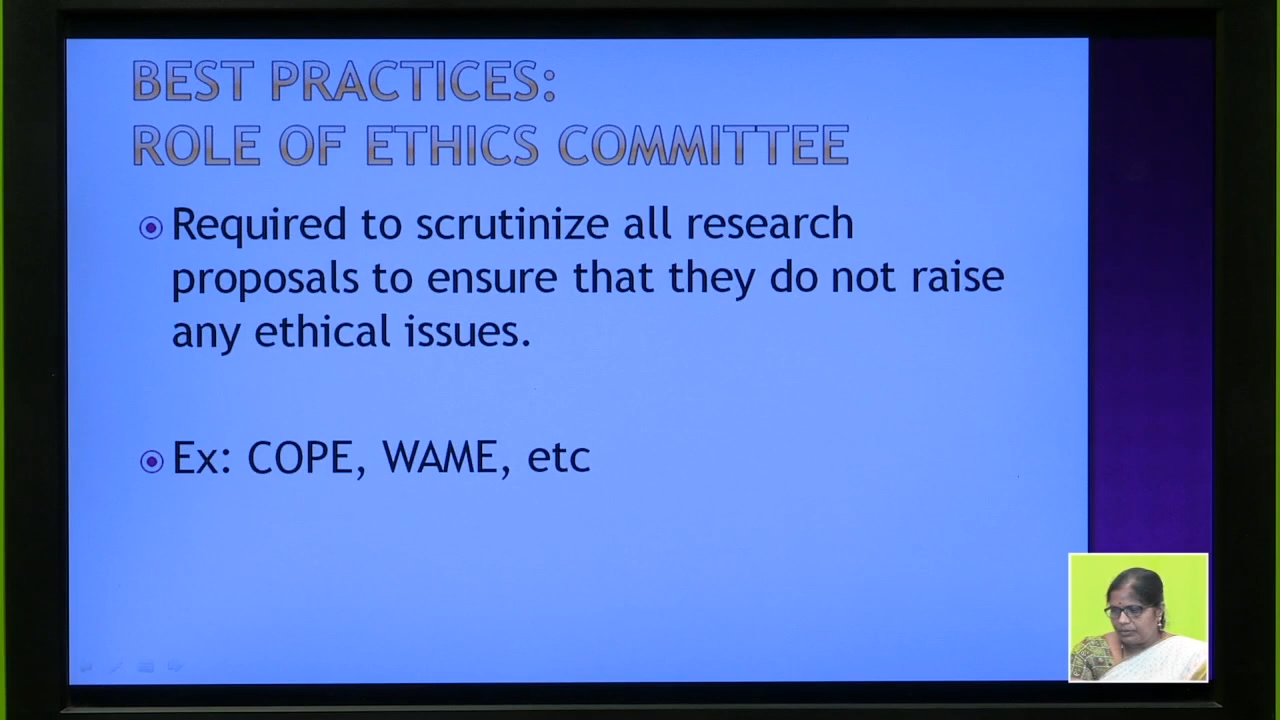 BEST PRACTICES:
ROLE OF ETHICS COMMITTEE
Required to scrutinize all research
proposals to ensure that they do not raise
any ethical issues.
Ex: COPE, WAME, etc